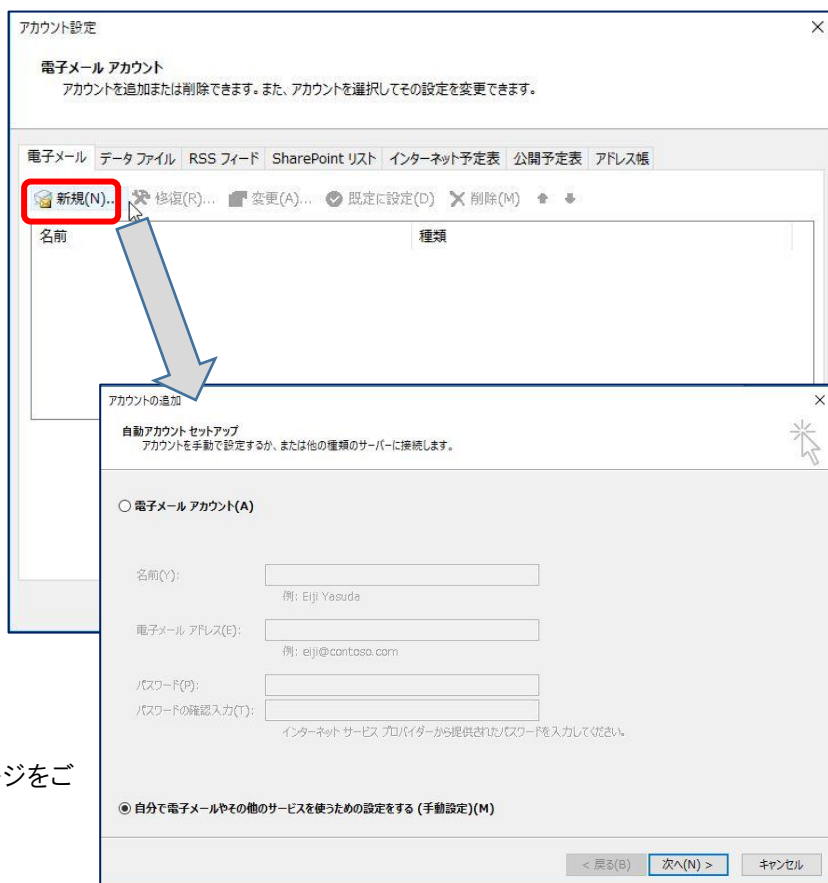 アカウント設定
電子メール アカウント
アカウントを追加または削除できます。また、アカウントを選択してその設定を変更できます。
電子メール データ ファイル RSS フィード SharePoint リスト インターネット予定表 公開予定表 アドレス帳
新規(N)... 修復(R)... 変更(A)... 既定に設定(D) 削除(M)
名前 種類
アカウントの追加
自動アカウント セットアップ
アカウントを手動で設定するか、または他の種類のサーバーに接続します。
電子メール アカウント(A)
名前(Y):
例: Eiji Yasuda
電子メール アドレス(E):
例: eiji@contoso.com
パスワード(P):
パスワードの確認入力(T):
インターネット サービス プロバイダーから提供されたパスワードを入力してください。
ージをご
自分で電子メールやその他のサービスを使うための設定をする (手動設定)(M)
< 戻る(B) 次へ(N) > キャンセル